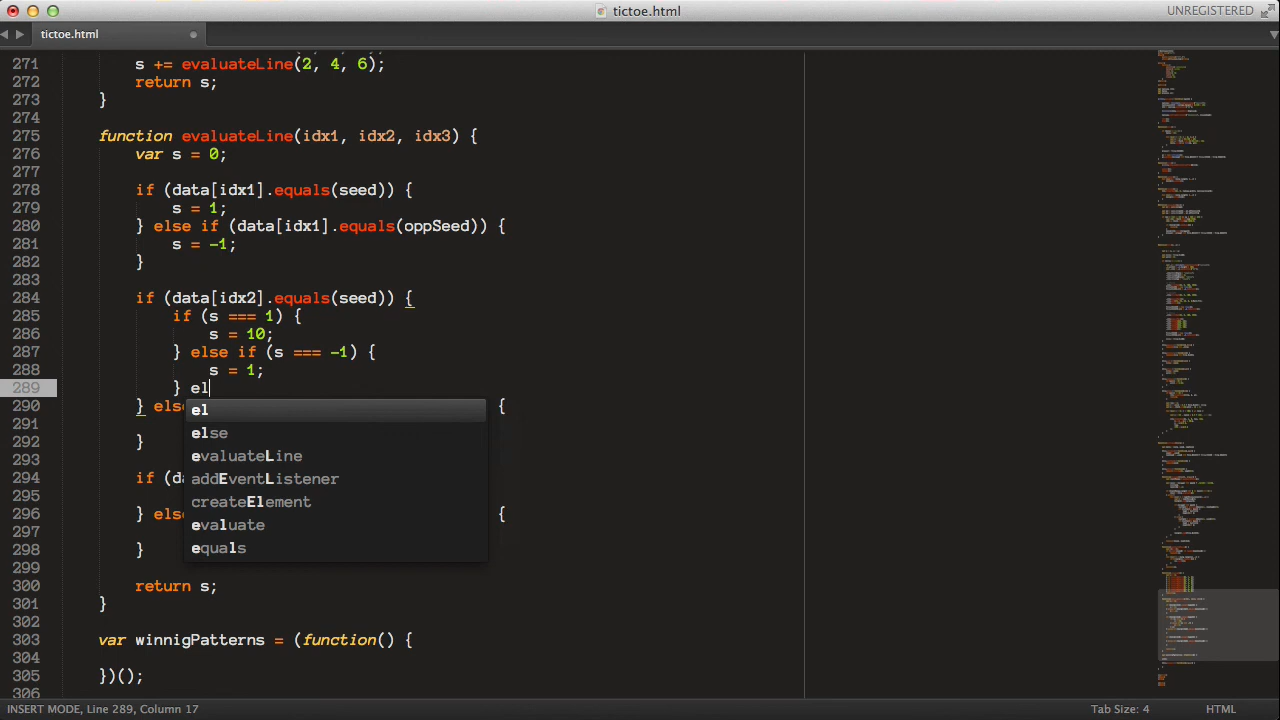 tictoe.html
UNREGISTERED
tictoe.html
271 s += evaluateLine(2, 4, 6);
272 return s;
273 }
274
275 function evaluateLine(idx1, idx2, idx3) {
276 var s = 0;
277
278 if (data[idx1].equals(seed)) {
279 s = 1;
280 } else if (data[idx1].equals(oppSeed)) {
281 s = -1;
282 }
283
284 if (data[idx2].equals(seed)) {
285 if (s === 1) {
286 s = 10;
287 } else if (s === -1) {
288 s = 1;
289 } el
290 } els {
el
291
else
292 }
evaluateLine
293
addEventListener
294 if (da
createElement
295
296 } els {
evaluate
297
equals
298 }
299
300 return s;
301 }
302
303 var winnigPatterns = (function() {
304
305 })();
306
INSERT MODE, Line 289, Column 17
Tab Size: 4
HTML